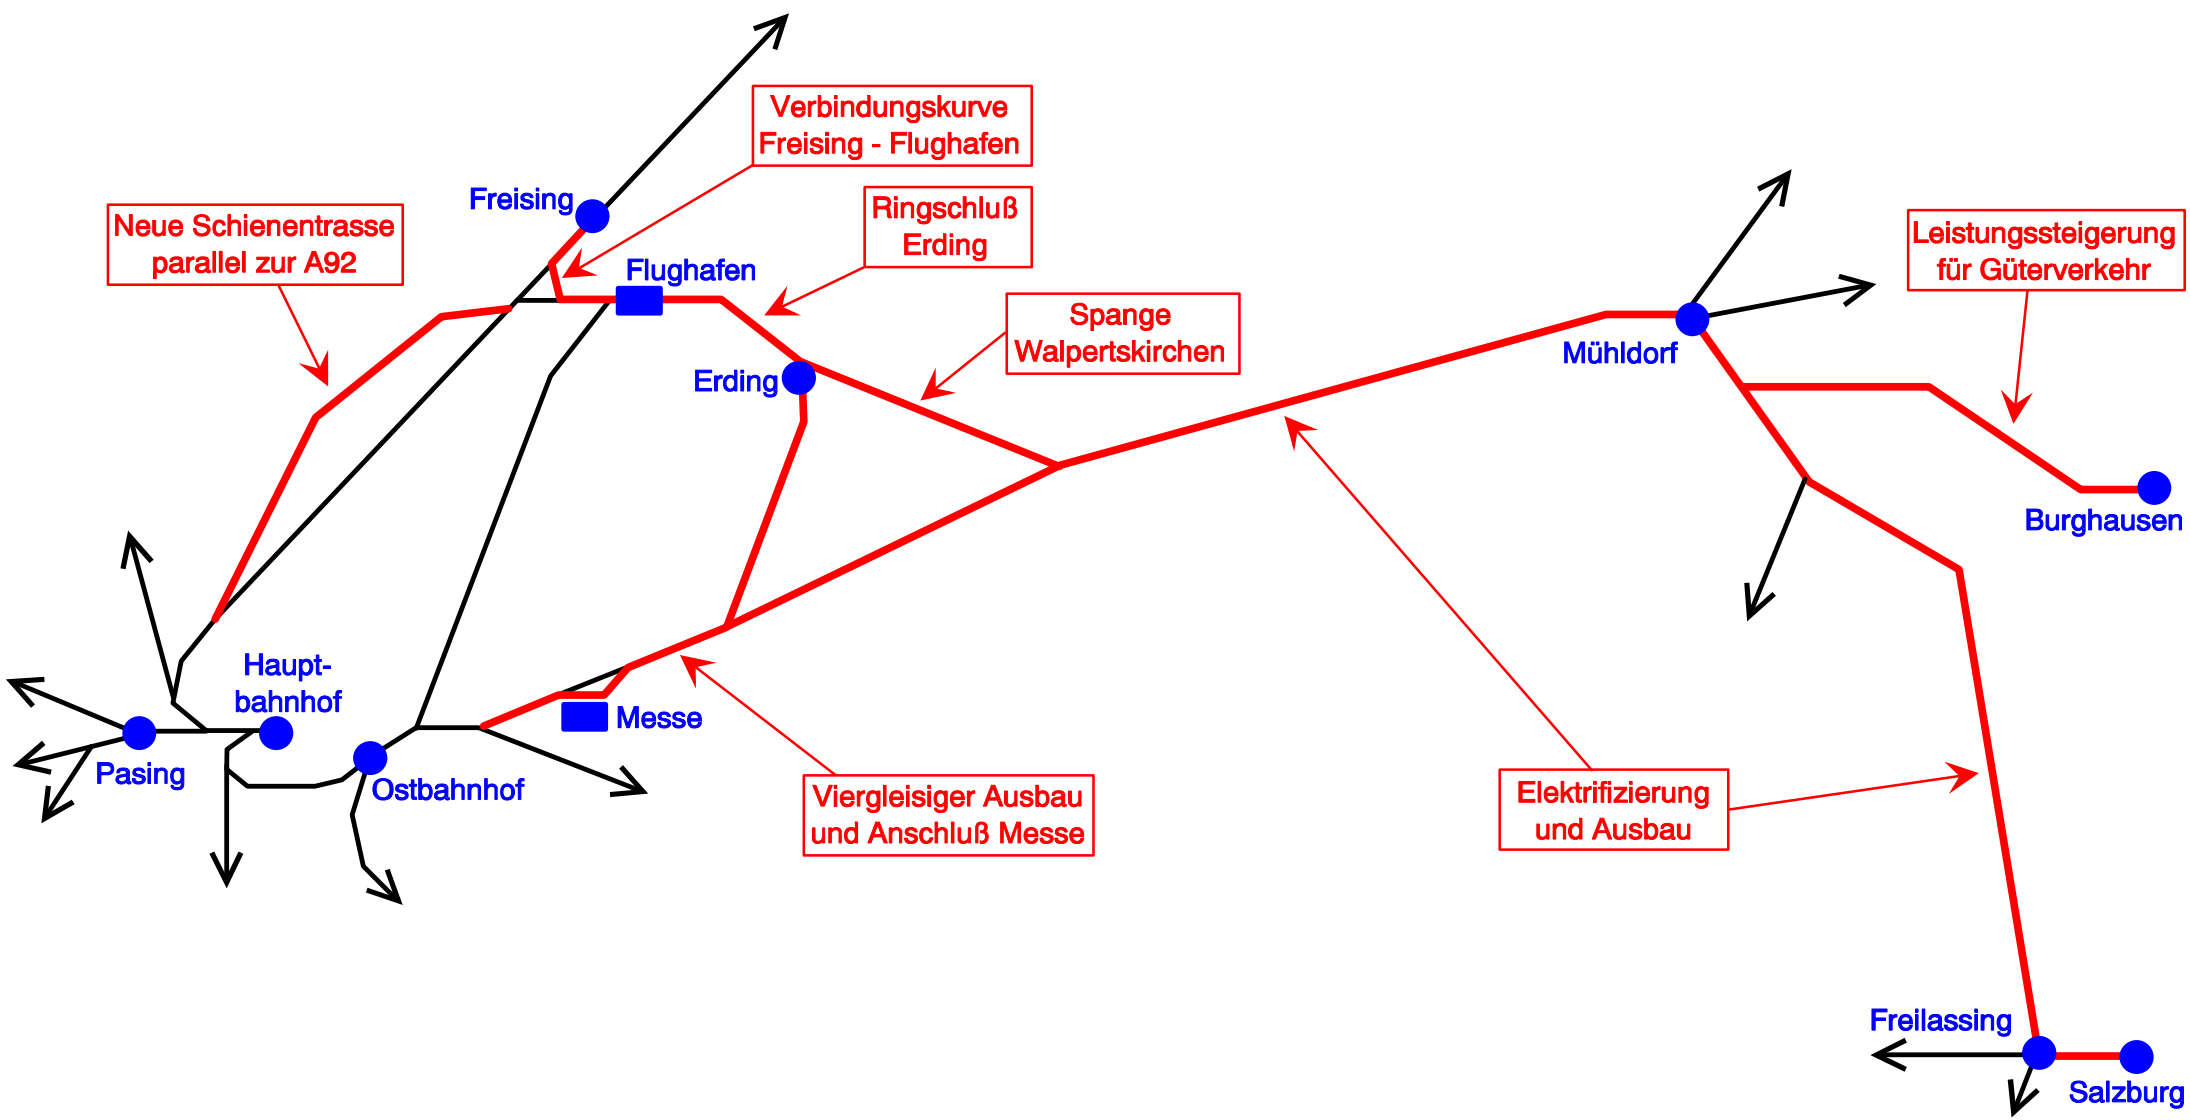 Verbindungskurve
Freising - Flughafen
Freising
Ringschluß
Erding
Neue Schienentrasse
parallel zur A92
Leistungssteigerung
für Güterverkehr
Flughafen
Spange
Walpertskirchen
Mühldorf
Erding
Burghausen
Haupt-
bahnhof
Messe
Pasing
Ostbahnhof
Viergleisiger Ausbau
und Anschluß Messe
Elektrifizierung
und Ausbau
Freilassing
Salzburg